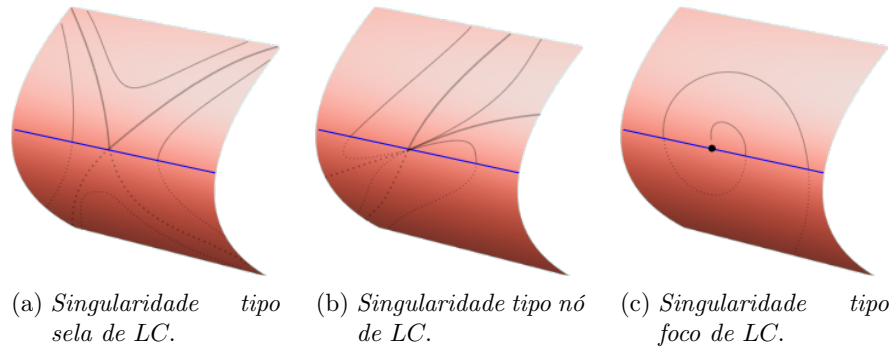 (a) Singularidade tipo
sela de LC.
(b) Singularidade tipo nó
de LC.
(c) Singularidade tipo
foco de LC.